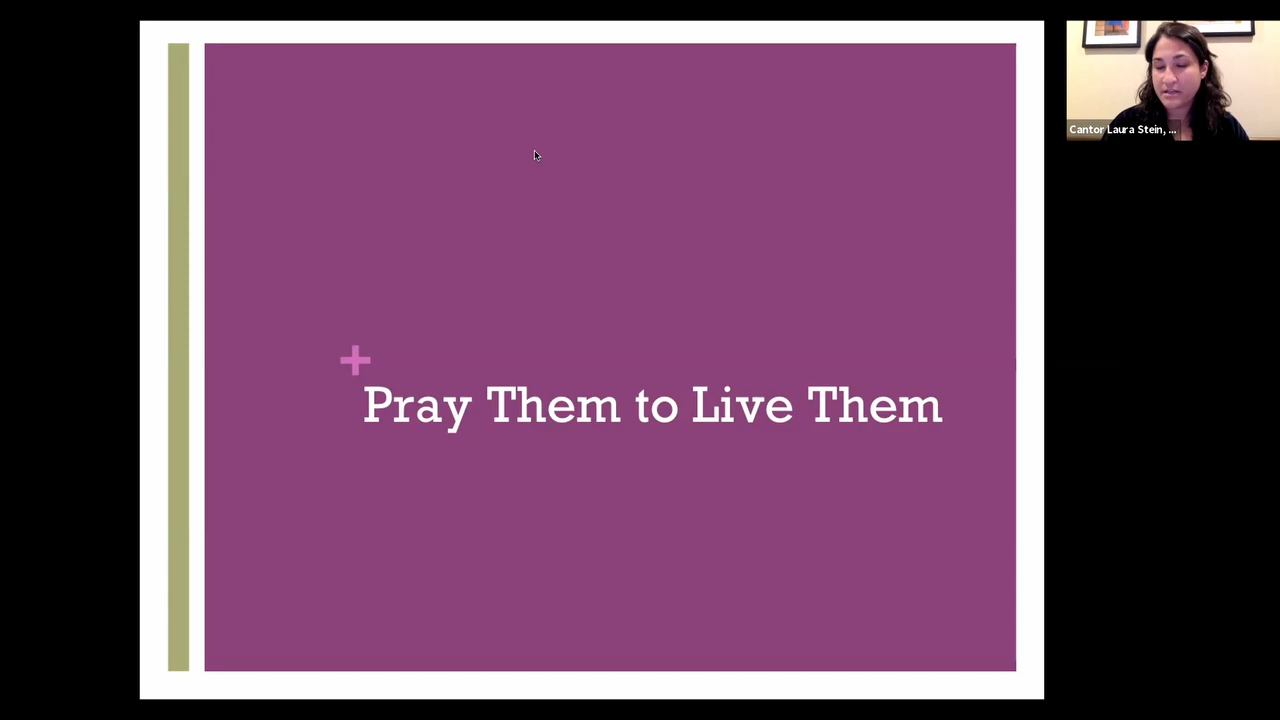 +
Pray Them to Live Them
Cantor Laura Stein, ...